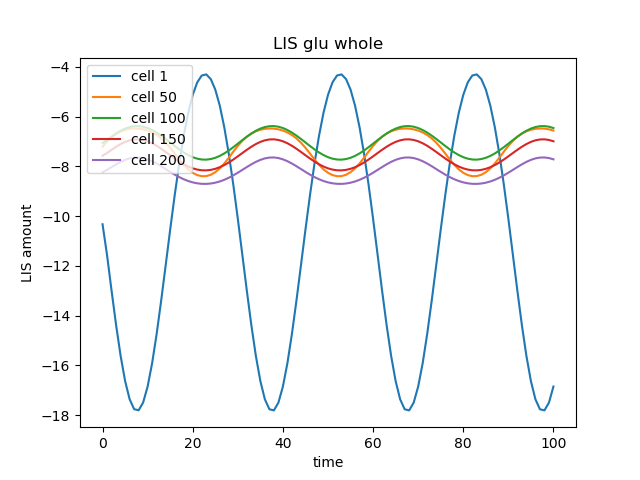 LIS glu whole
cell 1
cell 50
cell 100
cell 150
cell 200
−4
−6
−8
−10
−12
−14
−16
−18
LIS amount
0 20 40 60 80 100
time